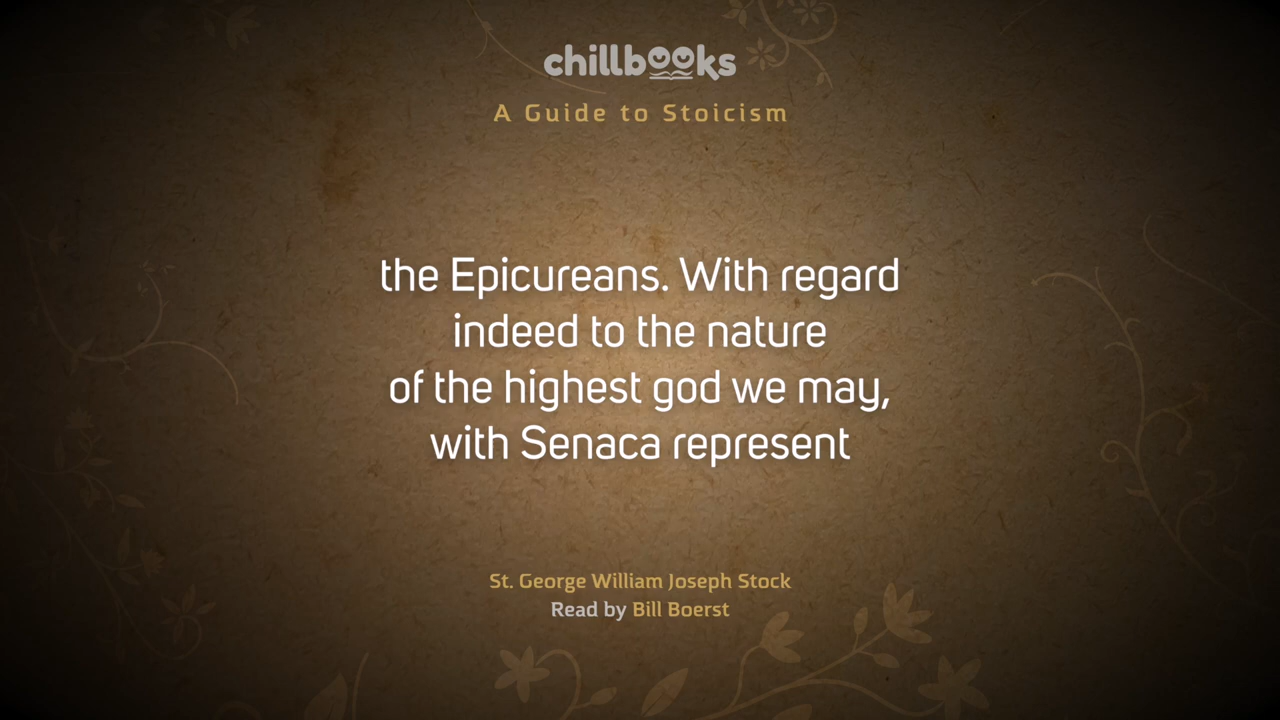 chillbooks
A Guide to Stoicism
the Epicureans. With regard
indeed to the nature
of the highest god we may,
with Senaca represent
St. George William Joseph Stock
Read by Bill Boerst